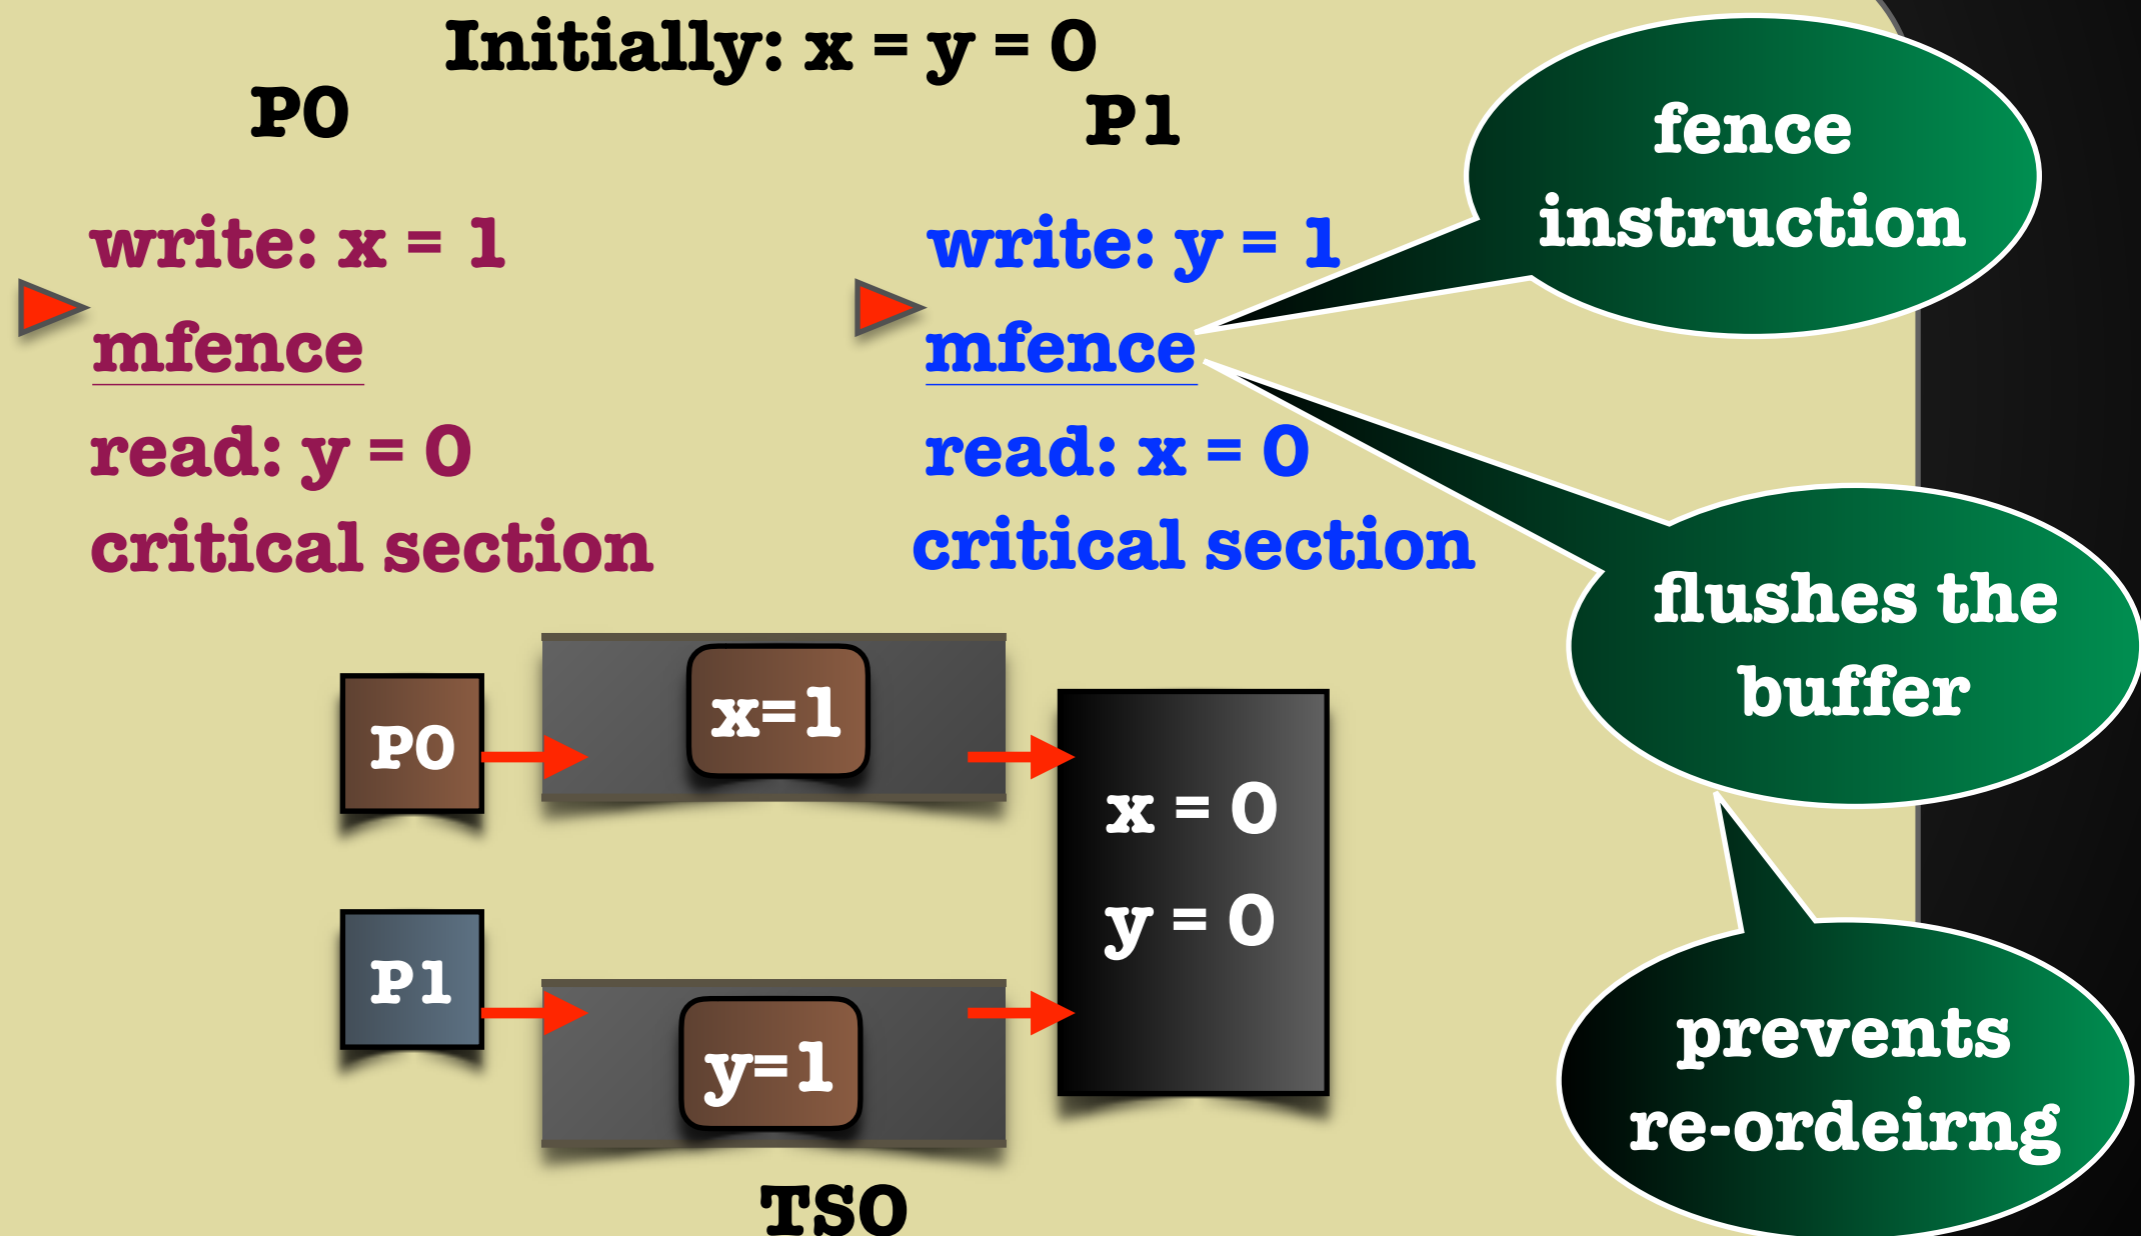 Initially: x = y = 0
P0
P1
write: x = 1
mfence
read: y = 0
critical section
write: y = 1
mfence
read: x = 0
critical section
fence
instruction
flushes the
buffer
prevents
re-ordeirng
P0
x=1
x = 0
y = 0
P1
y=1
TSO